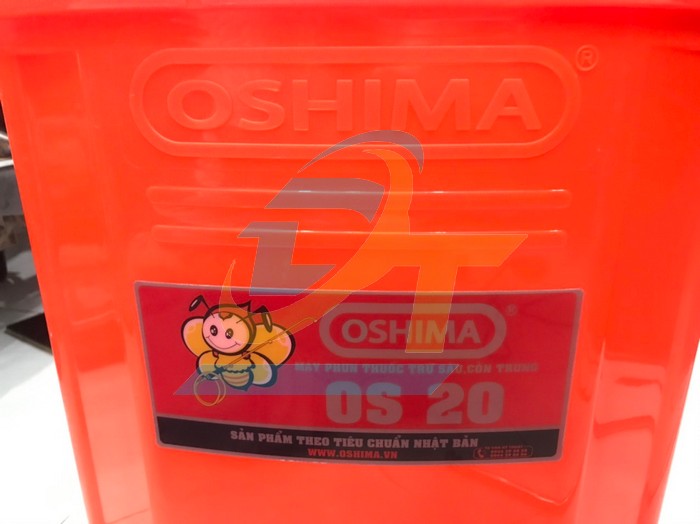 OSHIMA ®
OSHIMA ®
MÁY PHUN THUỐC TRỪ SÂU, CÔN TRÙNG
OS 20
SẢN PHẨM THEO TIÊU CHUẨN NHẬT BẢN
WWW.OSHIMA.VN
DT